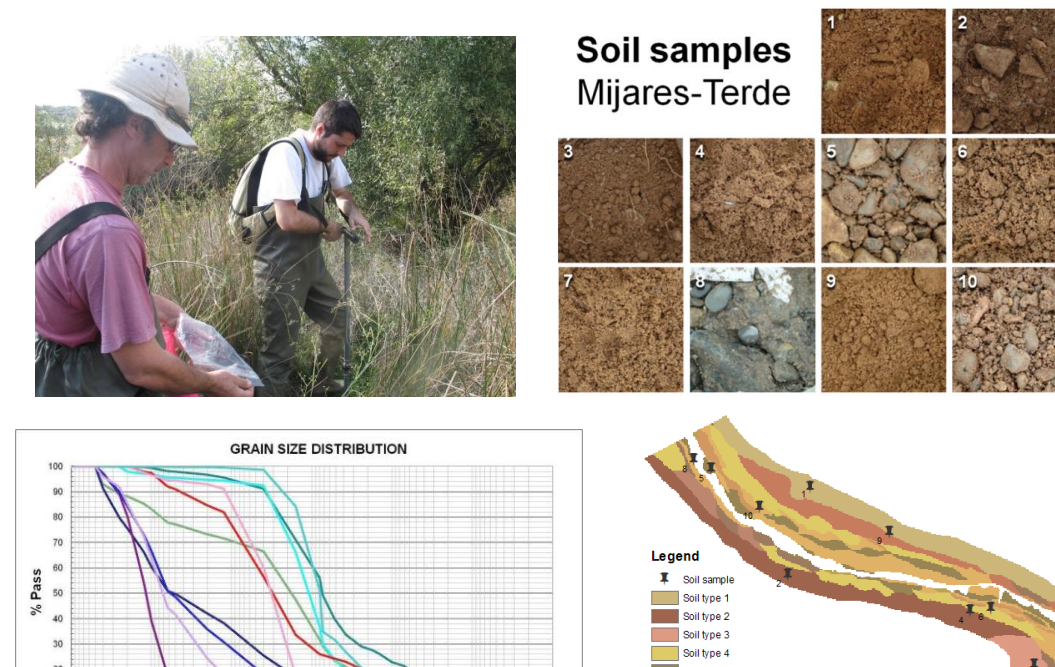 Soil samples
Mijares-Terde
1
2
3
4
5
6
7
8
9
10
GRAIN SIZE DISTRIBUTION
100
90
80
70
60
50
40
30
% Pass
8
5
1
10
9
2
4
6
Legend
Soil sample
Soil type 1
Soil type 2
Soil type 3
Soil type 4